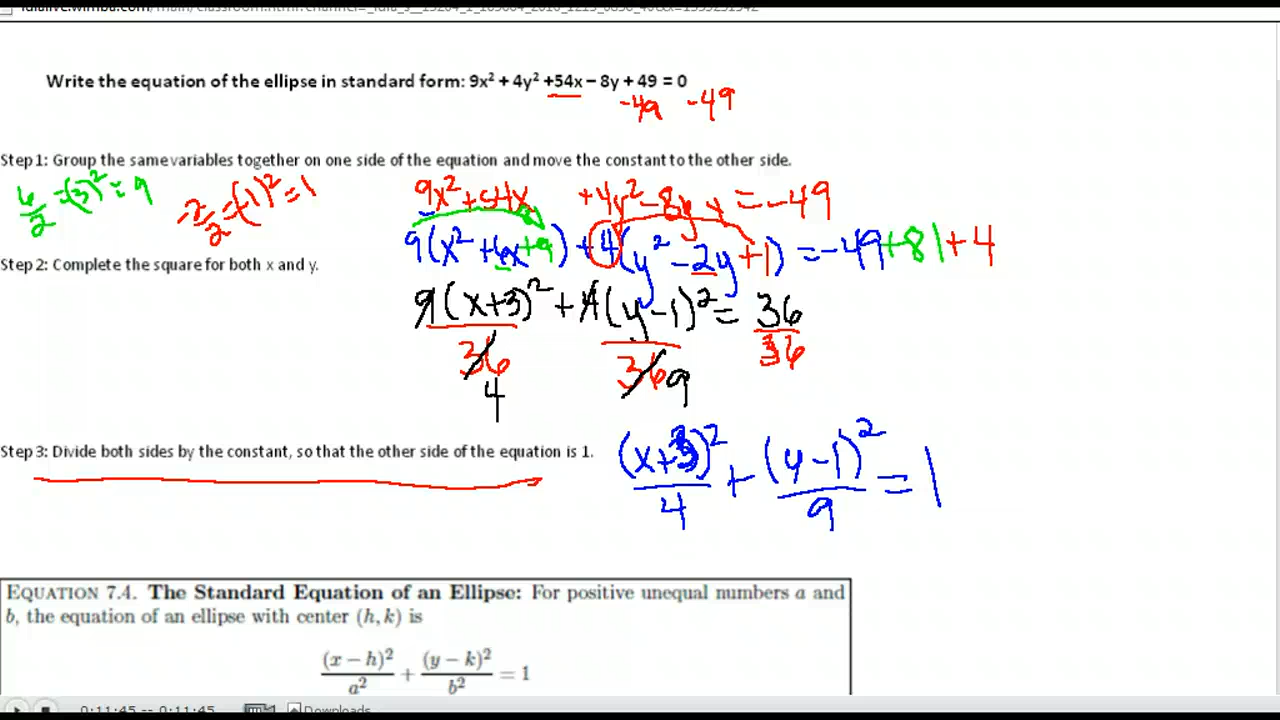 Write the equation of the ellipse in standard form: 9x² + 4y² +54x – 8y + 49 = 0
-49 -49
Step 1: Group the same variables together on one side of the equation and move the constant to the other side.
6/2 = (3)² = 9
-2/2 = (-1)² = 1
9x² + 54x + 4y² - 8y = -49
9(x² + 6x + 9) + 4(y² - 2y + 1) = -49 + 81 + 4
Step 2: Complete the square for both x and y.
9(x+3)² + 4(y-1)² = 36
36 36 36
4 9
Step 3: Divide both sides by the constant, so that the other side of the equation is 1.
(x+3)²/4 + (y-1)²/9 = 1
EQUATION 7.4. The Standard Equation of an Ellipse: For positive unequal numbers a and
b, the equation of an ellipse with center (h, k) is
(x − h)²/a² + (y − k)²/b² = 1
0:11:45 -- 0:11:45 Downloads